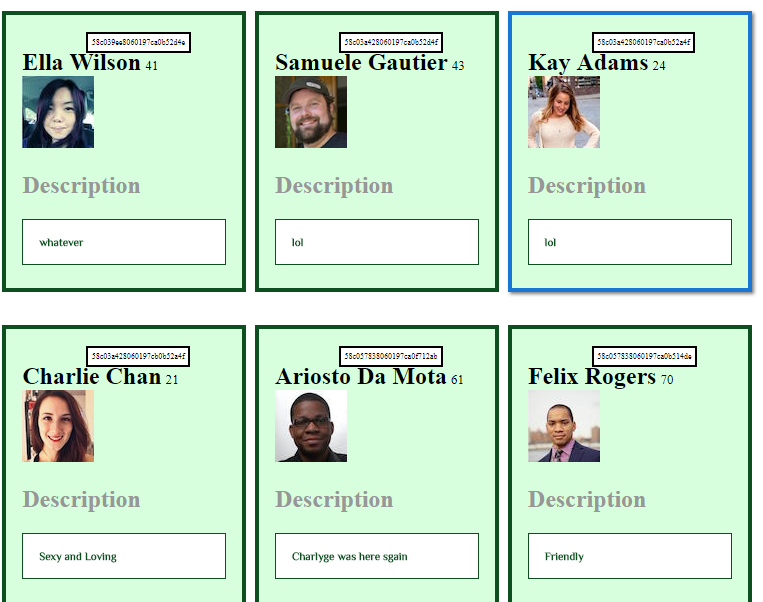 58c039ee8060197ca0b52d4e
Ella Wilson 41
Description
whatever
58c03a428060197ca0b52d4f
Samuele Gautier 43
Description
lol
58c03a428060197ca0b52a4f
Kay Adams 24
Description
lol
58c03a428060197cb0b52a4f
Charlie Chan 21
Description
Sexy and Loving
58c057838060197ca0f712ab
Ariosto Da Mota 61
Description
Charlyge was here sgain
58c057838060197ca0b514de
Felix Rogers 70
Description
Friendly